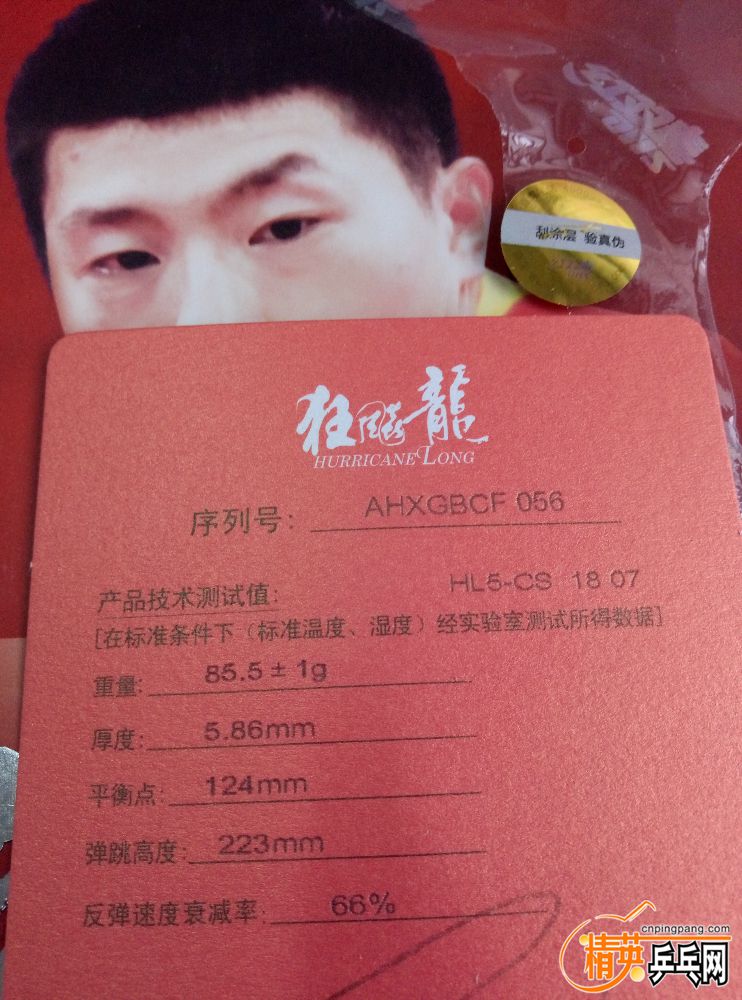 刮涂层 验真伪
狂飚龍
HURRICANE LONG
序列号: AHXGBCF 056
产品技术测试值: HL5-CS 18 07
[在标准条件下（标准温度、湿度）经实验室测试所得数据]
重量: 85.5 ± 1g
厚度: 5.86mm
平衡点: 124mm
弹跳高度: 223mm
反弹速度衰减率: 66%
cnpingpang.com
精英乒乓网